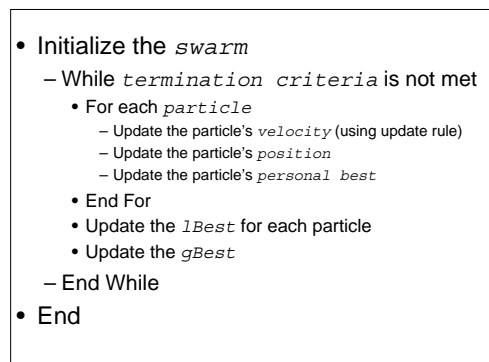 • Initialize the swarm
– While termination criteria is not met
• For each particle
– Update the particle's velocity (using update rule)
– Update the particle's position
– Update the particle's personal best
• End For
• Update the lBest for each particle
• Update the gBest
– End While
• End